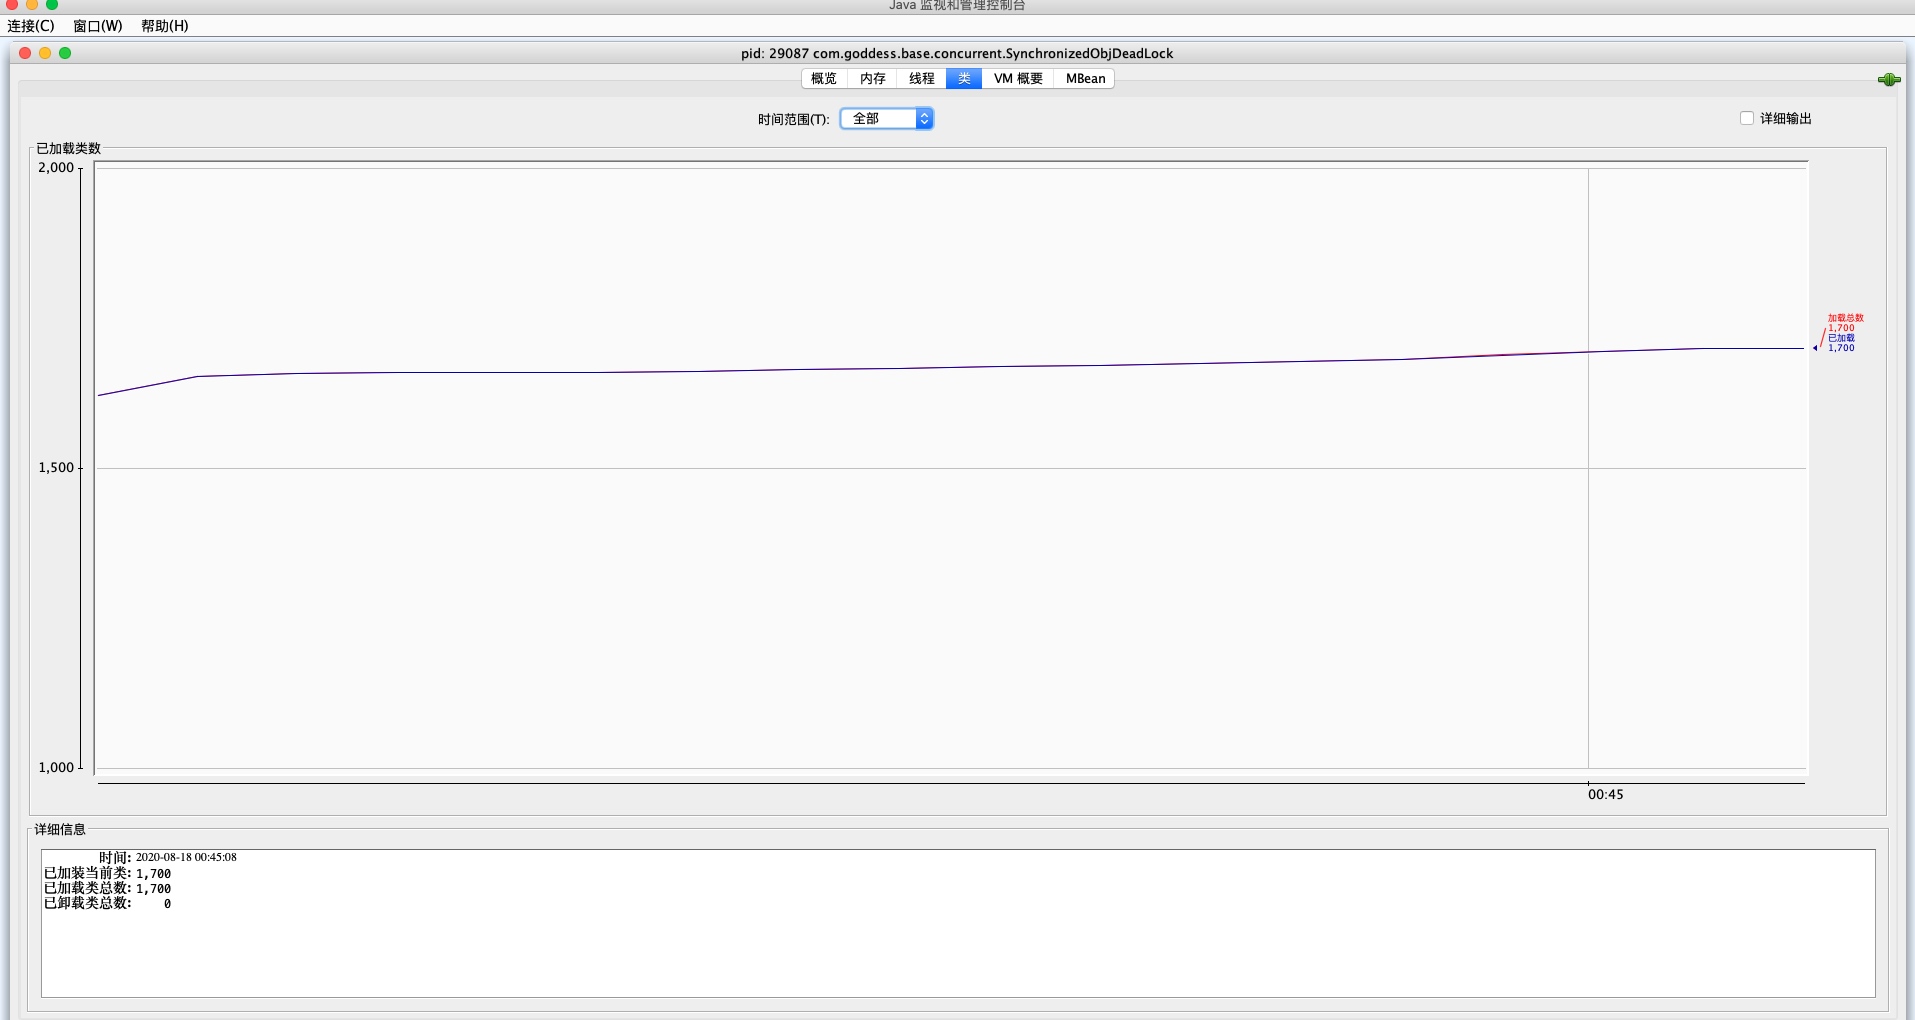 Java 监视和管理控制台
连接(C) 窗口(W) 帮助(H)
pid: 29087 com.goddess.base.concurrent.SynchronizedObjDeadLock
概览 内存 线程 类 VM 概要 MBean
时间范围(T): 全部 详细输出
已加载类数
2,000
加载总数
1,700
已加载
1,700
1,500
1,000
00:45
详细信息
时间: 2020-08-18 00:45:08
已加装当前类: 1,700
已加载类总数: 1,700
已卸载类总数: 0